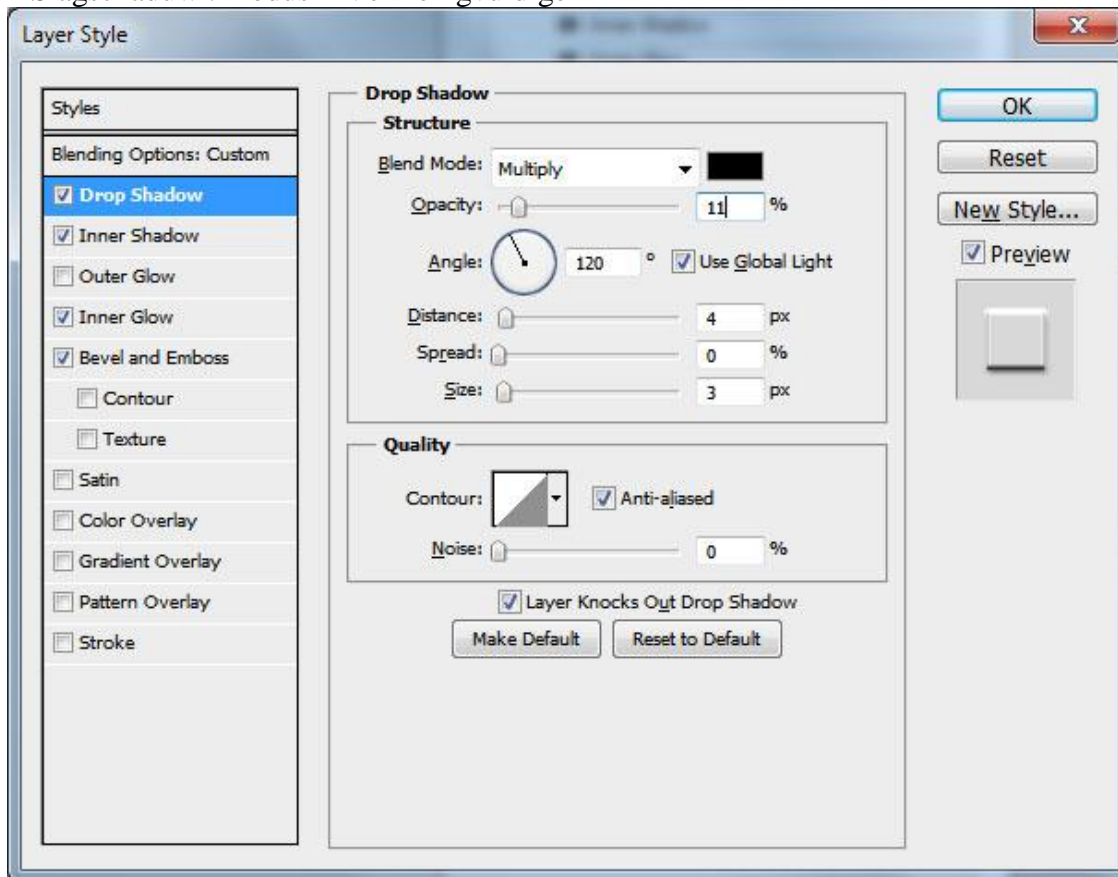 Layer Style
Styles
Blending Options: Custom
Drop Shadow
Inner Shadow
Outer Glow
Inner Glow
Bevel and Emboss
Contour
Texture
Satin
Color Overlay
Gradient Overlay
Pattern Overlay
Stroke
Drop Shadow
Structure
Blend Mode: Multiply
Opacity: 11 %
Angle: 120 ° Use Global Light
Distance: 4 px
Spread: 0 %
Size: 3 px
Quality
Contour: Anti-aliased
Noise: 0 %
Layer Knocks Out Drop Shadow
Make Default Reset to Default
OK
Reset
New Style...
Preview